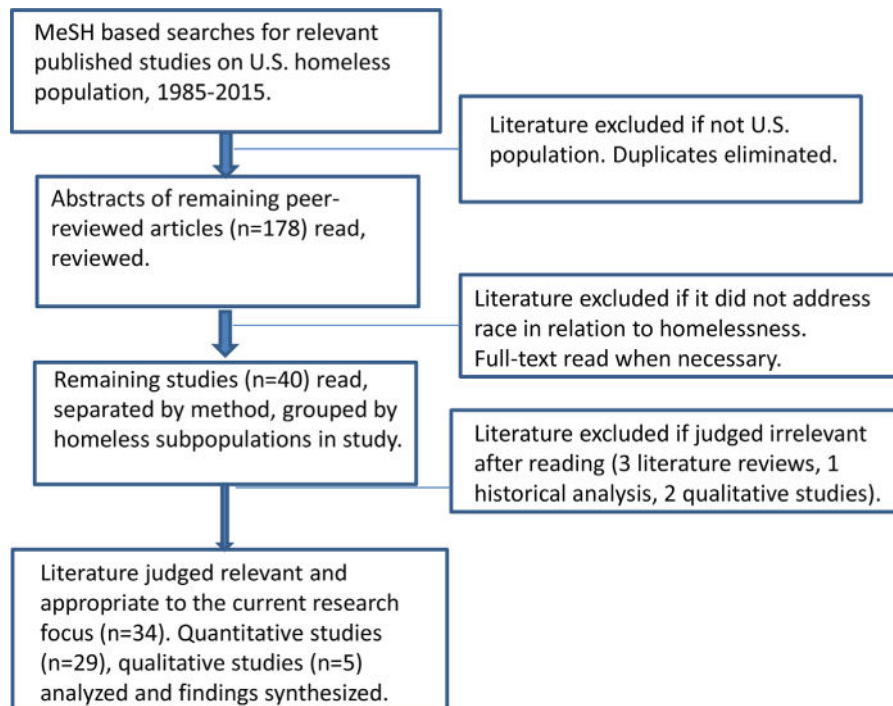 MeSH based searches for relevant
published studies on U.S. homeless
population, 1985-2015.
Literature excluded if not U.S.
population. Duplicates eliminated.
Abstracts of remaining peer-
reviewed articles (n=178) read,
reviewed.
Literature excluded if it did not address
race in relation to homelessness.
Full-text read when necessary.
Remaining studies (n=40) read,
separated by method, grouped by
homeless subpopulations in study.
Literature excluded if judged irrelevant
after reading (3 literature reviews, 1
historical analysis, 2 qualitative studies).
Literature judged relevant and
appropriate to the current research
focus (n=34). Quantitative studies
(n=29), qualitative studies (n=5)
analyzed and findings synthesized.